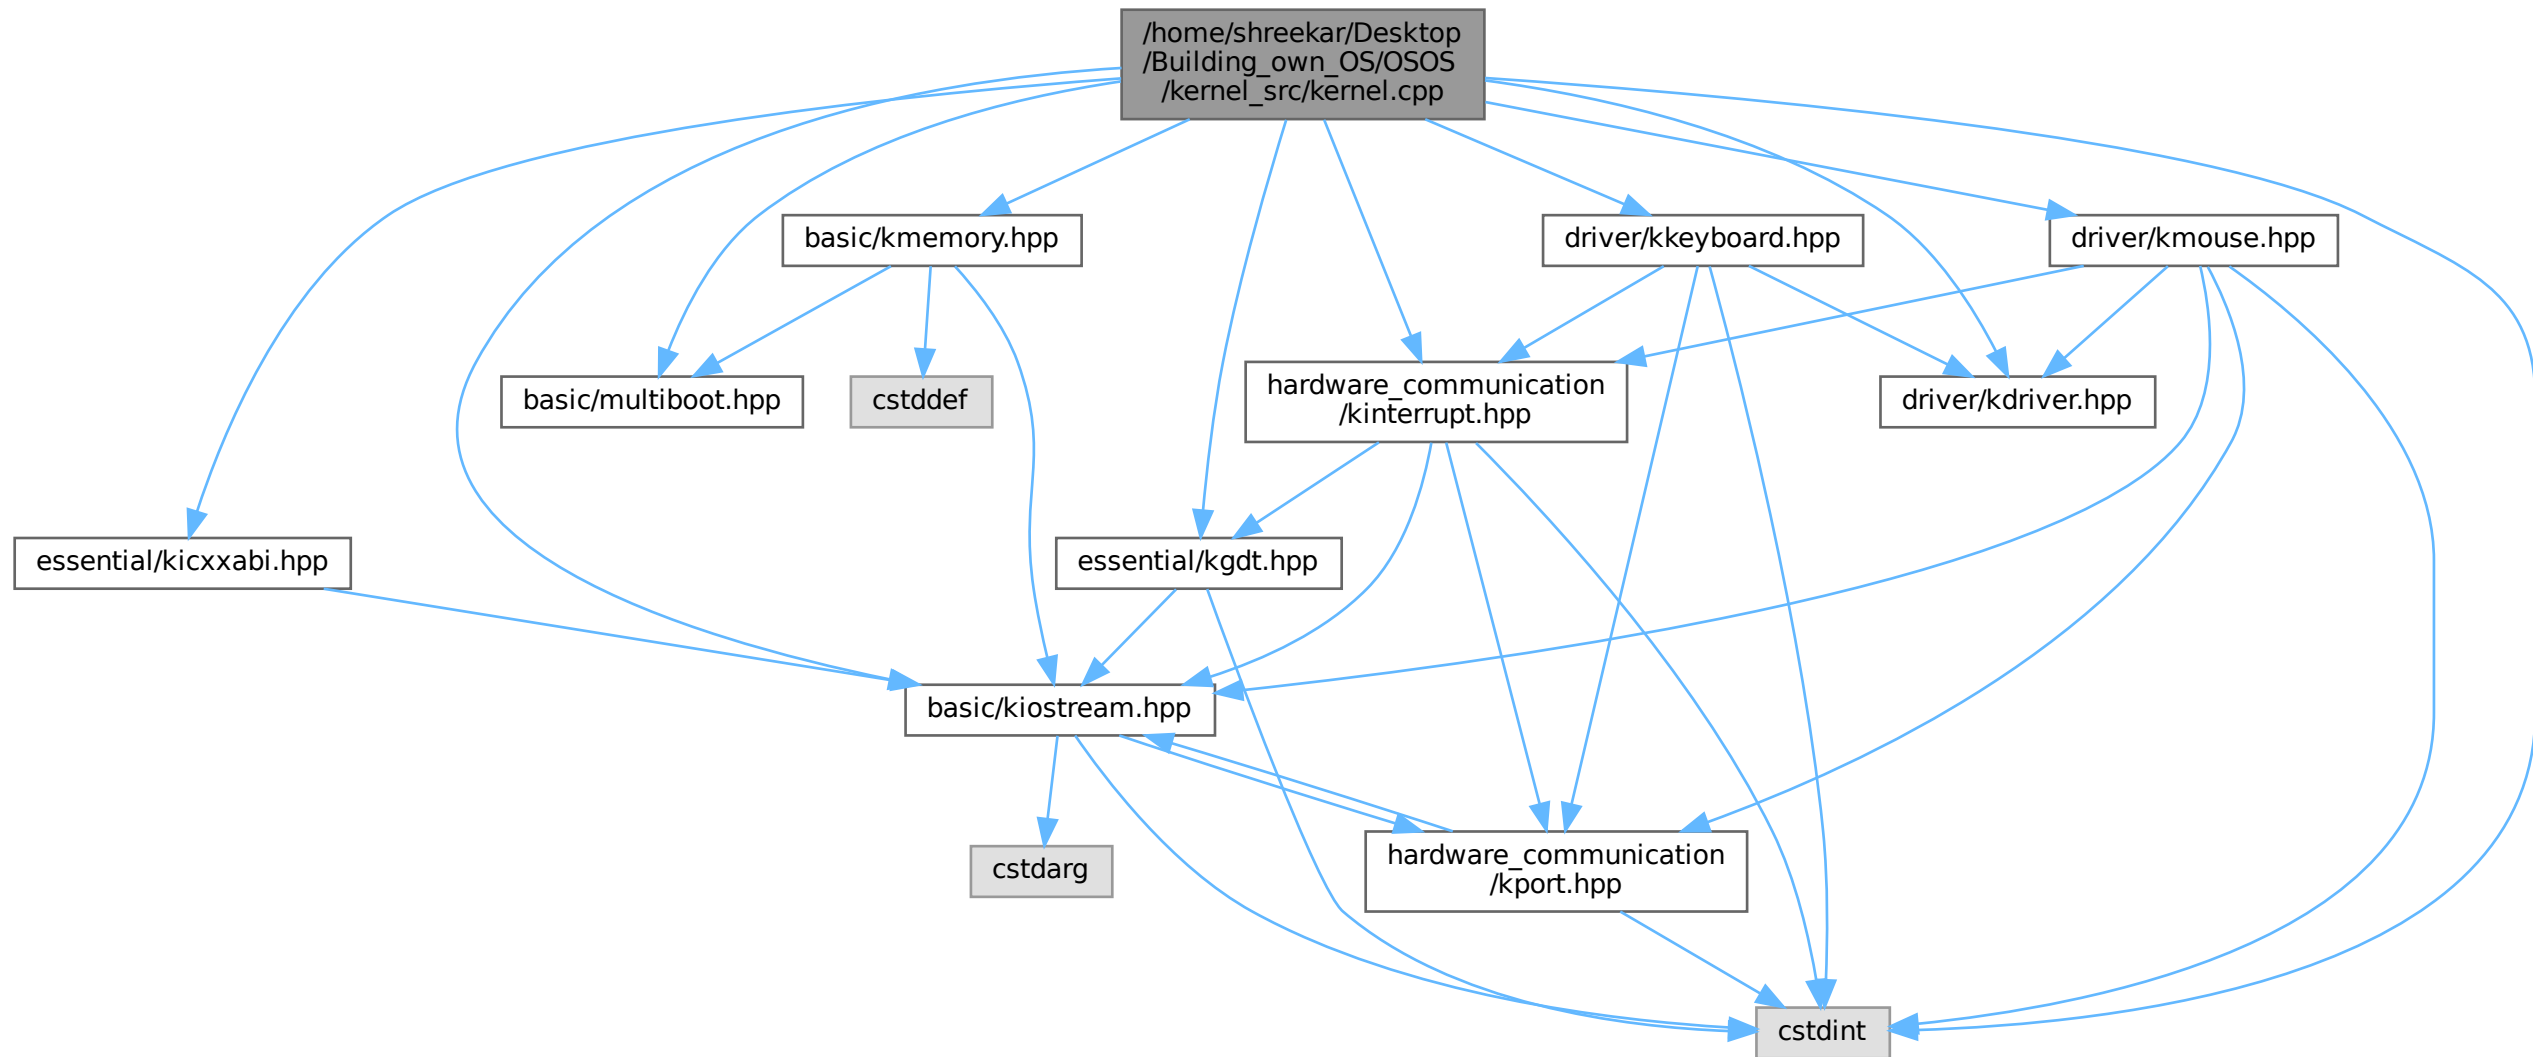 /home/shreekar/Desktop
/Building_own_OS/OSOS
/kernel_src/kernel.cpp
basic/kmemory.hpp
driver/kkeyboard.hpp
driver/kmouse.hpp
basic/multiboot.hpp
cstddef
hardware_communication
/kinterrupt.hpp
driver/kdriver.hpp
essential/kicxxabi.hpp
essential/kgdt.hpp
basic/kiostream.hpp
cstdarg
hardware_communication
/kport.hpp
cstdint